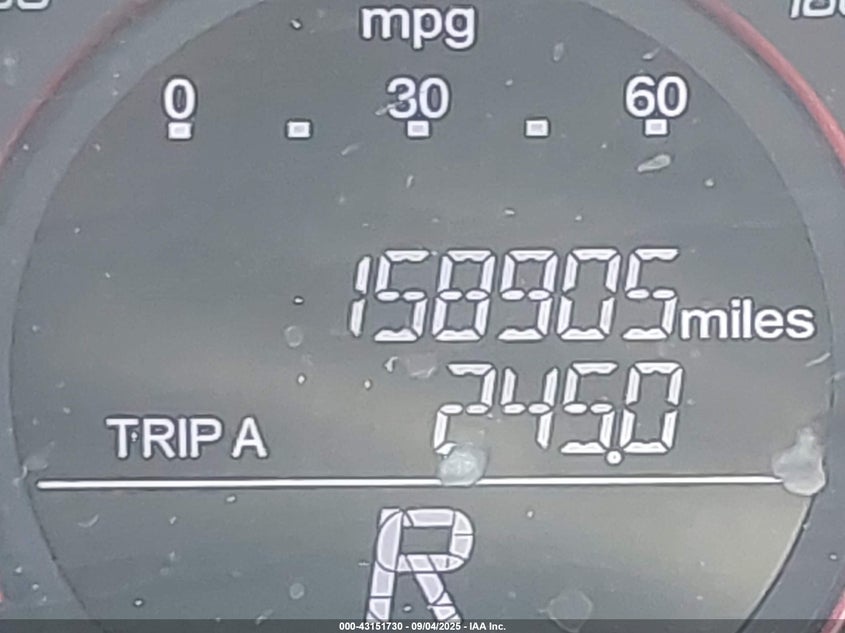 mpg
0 30 60
158905 miles
TRIP A 245.0
R
000-43151730 - 09/04/2025 - IAA Inc.